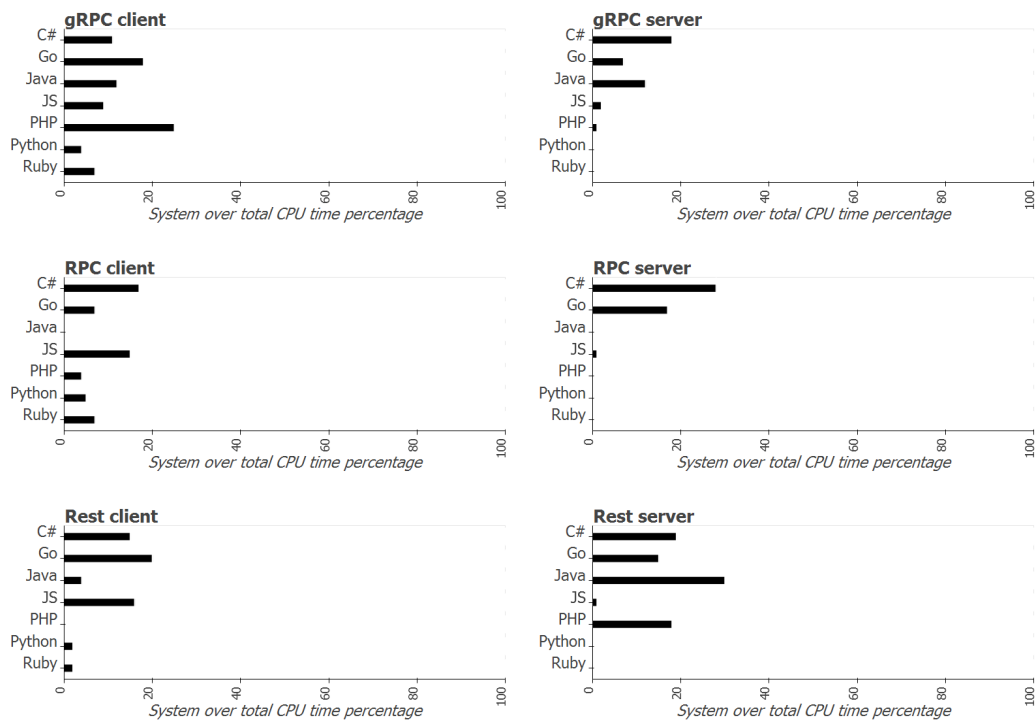 gRPC client
C#
Go
Java
JS
PHP
Python
Ruby
0
20
40
60
80
100
System over total CPU time percentage
gRPC server
C#
Go
Java
JS
PHP
Python
Ruby
0
20
40
60
80
100
System over total CPU time percentage
RPC client
C#
Go
Java
JS
PHP
Python
Ruby
0
20
40
60
80
100
System over total CPU time percentage
RPC server
C#
Go
Java
JS
PHP
Python
Ruby
0
20
40
60
80
100
System over total CPU time percentage
Rest client
C#
Go
Java
JS
PHP
Python
Ruby
0
20
40
60
80
100
System over total CPU time percentage
Rest server
C#
Go
Java
JS
PHP
Python
Ruby
0
20
40
60
80
100
System over total CPU time percentage